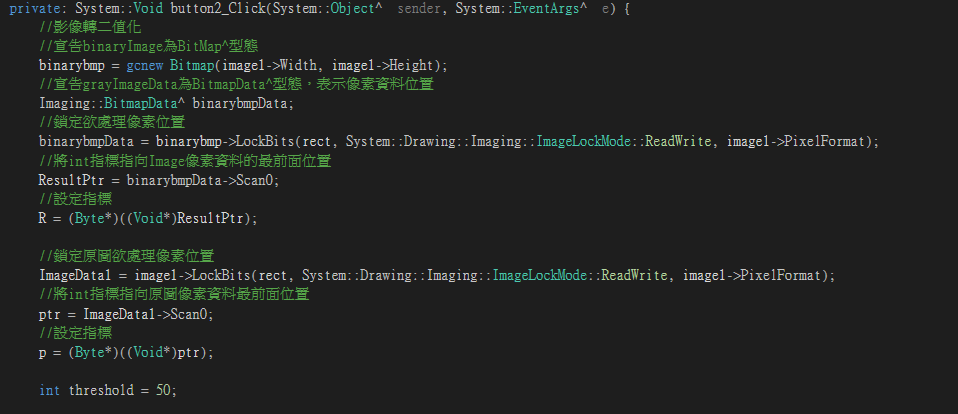 private: System::Void button2_Click(System::Object^ sender, System::EventArgs^ e) {
//影像轉二值化
//宣告binaryImage為BitMap^型態
binarybmp = gcnew Bitmap(image1->Width, image1->Height);
//宣告grayImageData為BitmapData^型態，表示像素資料位置
Imaging::BitmapData^ binarybmpData;
//鎖定欲處理像素位置
binarybmpData = binarybmp->LockBits(rect, System::Drawing::Imaging::ImageLockMode::ReadWrite, image1->PixelFormat);
//將int指標指向Image像素資料的最前面位置
ResultPtr = binarybmpData->Scan0;
//設定指標
R = (Byte*)((Void*)ResultPtr);
//鎖定原圖欲處理像素位置
ImageData1 = image1->LockBits(rect, System::Drawing::Imaging::ImageLockMode::ReadWrite, image1->PixelFormat);
//將int指標指向原圖像素資料最前面位置
ptr = ImageData1->Scan0;
//設定指標
p = (Byte*)((Void*)ptr);
int threshold = 50;